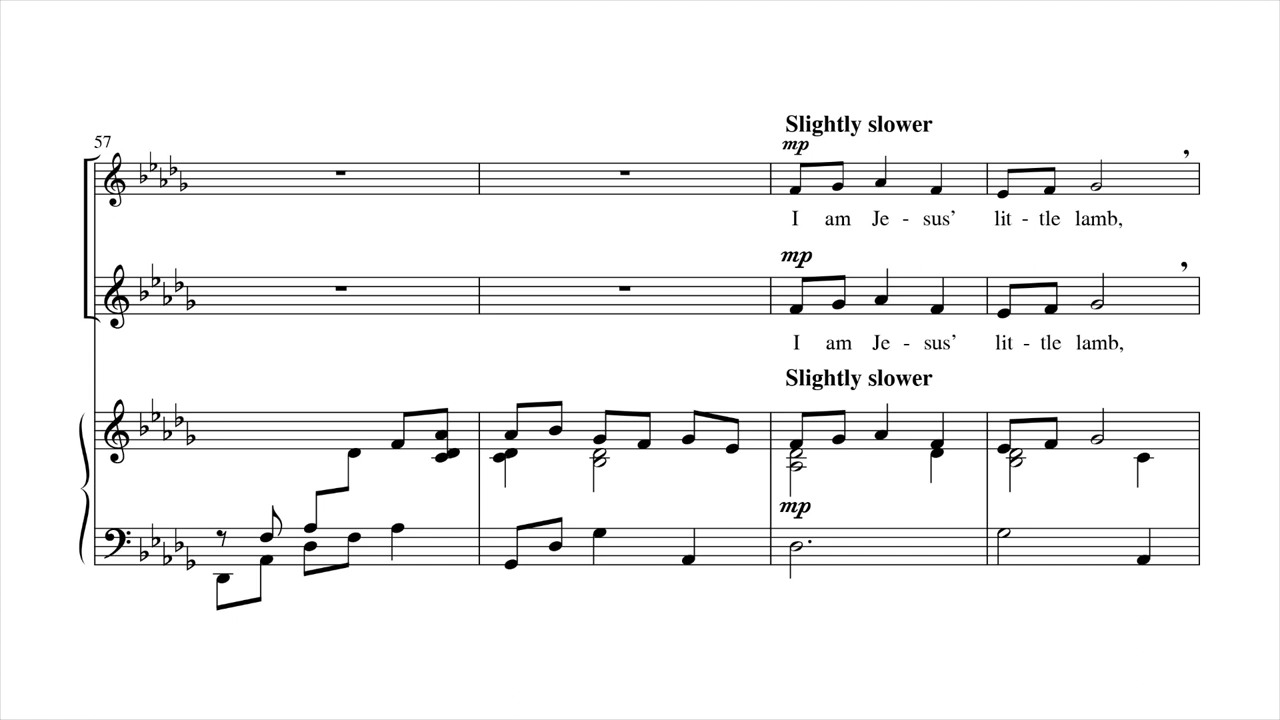 57
Slightly slower
mp
I am Je - sus’ lit - tle lamb,
mp
I am Je - sus’ lit - tle lamb,
Slightly slower
mp